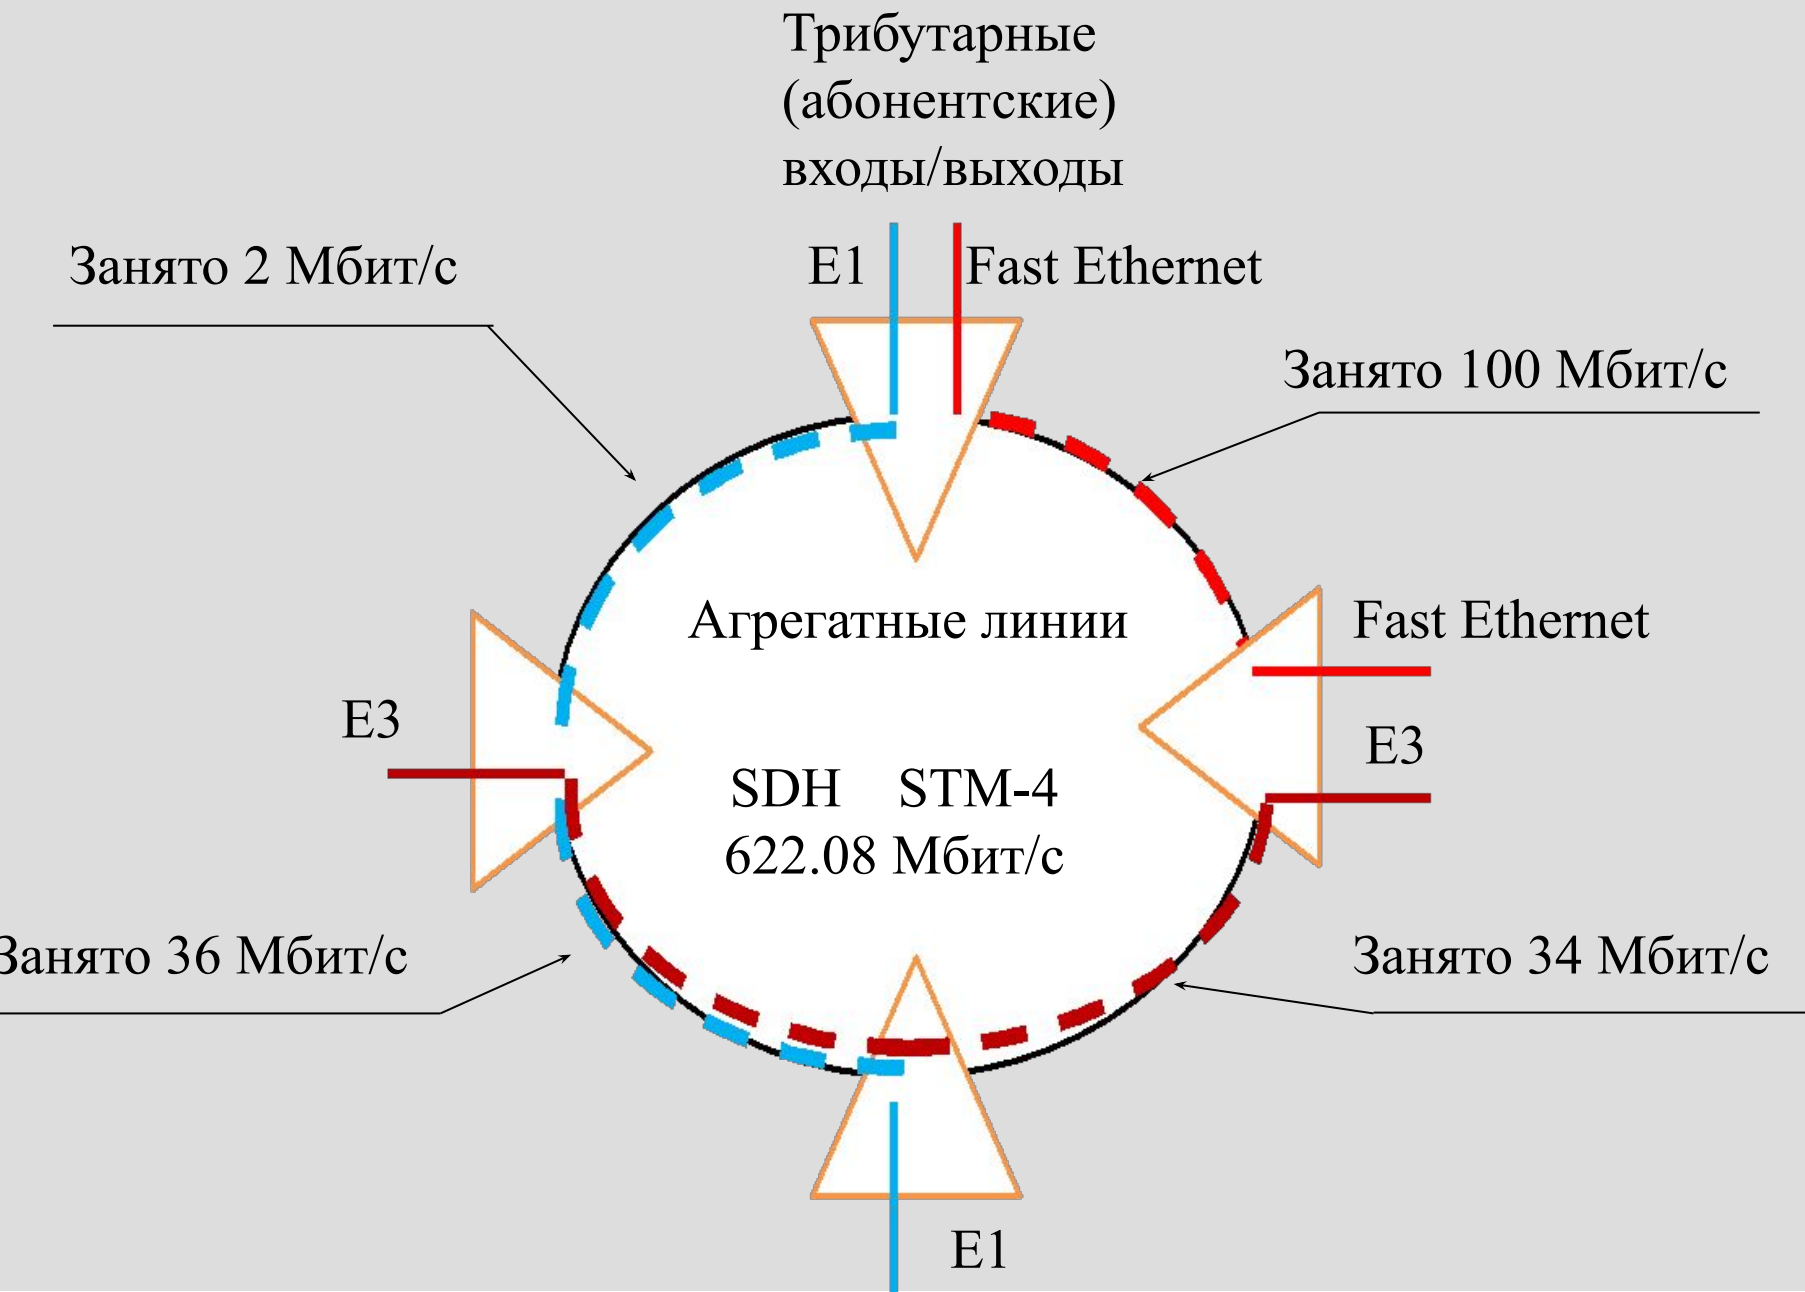 Трибутарные
(абонентские)
входы/выходы
Занято 2 Мбит/с
E1
Fast Ethernet
Занято 100 Мбит/с
Агрегатные линии
Fast Ethernet
E3
E3
SDH STM-4
622.08 Мбит/с
Занято 36 Мбит/с
Занято 34 Мбит/с
E1